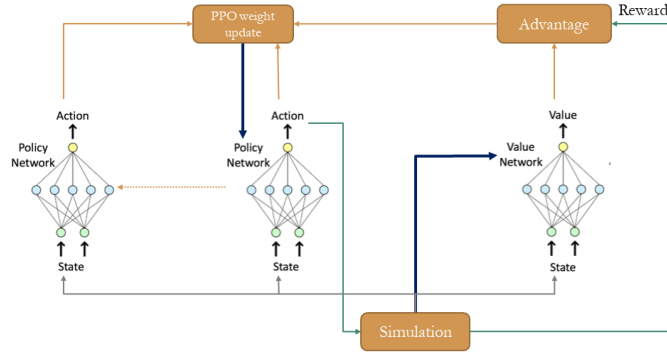 PPO weight
update
Advantage
Reward
Action
Action
Value
Policy
Network
Policy
Network
Value
Network
State
State
State
Simulation